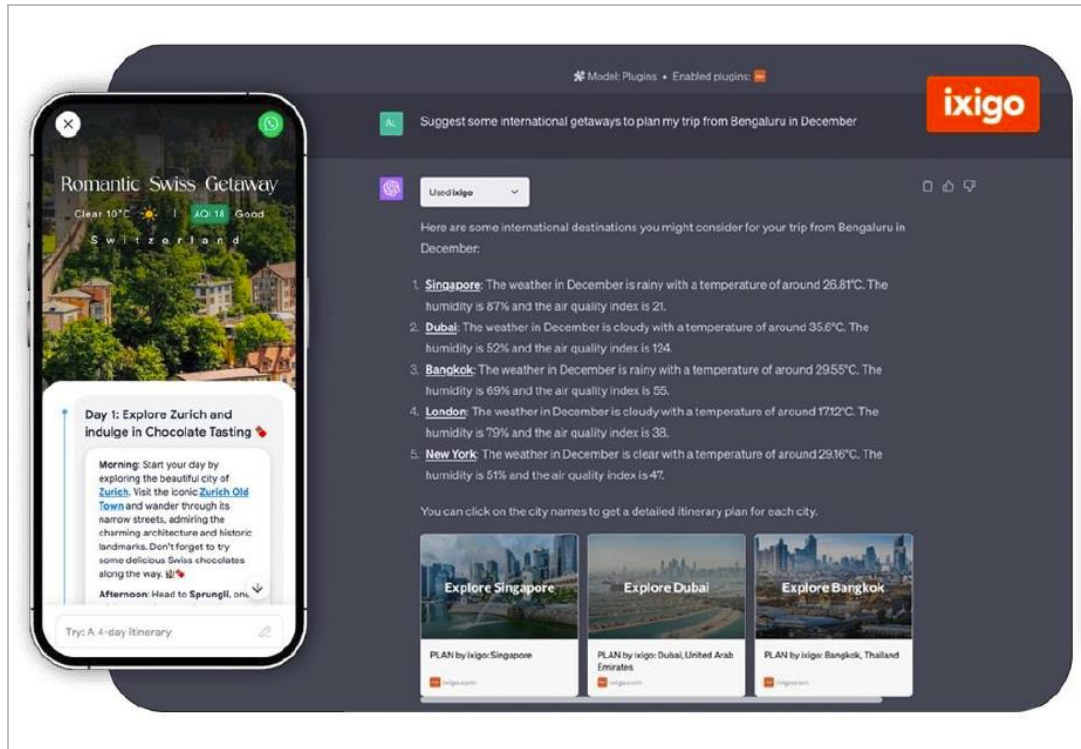 Romantic Swiss Getaway
Clear 10°C | AQI 18 Good
Switzerland
Day 1: Explore Zurich and
indulge in Chocolate Tasting
Morning: Start your day by
exploring the beautiful city of
Zurich. Visit the iconic Zurich Old
Town and wander through its
narrow streets, admiring the
charming architecture and historic
landmarks. Don't forget to try
some delicious Swiss chocolates
along the way.
Afternoon: Head to Sprungli, one
Try: A 4-day itinerary
Model: Plugins • Enabled plugins:
ixigo
AL
Suggest some international getaways to plan my trip from Bengaluru in December
Used ixigo
Here are some international destinations you might consider for your trip from Bengaluru in
December:
1. Singapore: The weather in December is rainy with a temperature of around 26.81°C. The
humidity is 87% and the air quality index is 21.
2. Dubai: The weather in December is cloudy with a temperature of around 35.6°C. The
humidity is 52% and the air quality index is 124.
3. Bangkok: The weather in December is rainy with a temperature of around 29.55°C. The
humidity is 69% and the air quality index is 55.
4. London: The weather in December is cloudy with a temperature of around 17.12°C. The
humidity is 79% and the air quality index is 38.
5. New York: The weather in December is clear with a temperature of around 29.16°C. The
humidity is 51% and the air quality index is 47.
You can click on the city names to get a detailed itinerary plan for each city.
Explore Singapore
PLAN by ixigo: Singapore
ixigo.com
Explore Dubai
PLAN by ixigo: Dubai, United Arab
Emirates
ixigo.com
Explore Bangkok
PLAN by ixigo: Bangkok, Thailand
ixigo.com